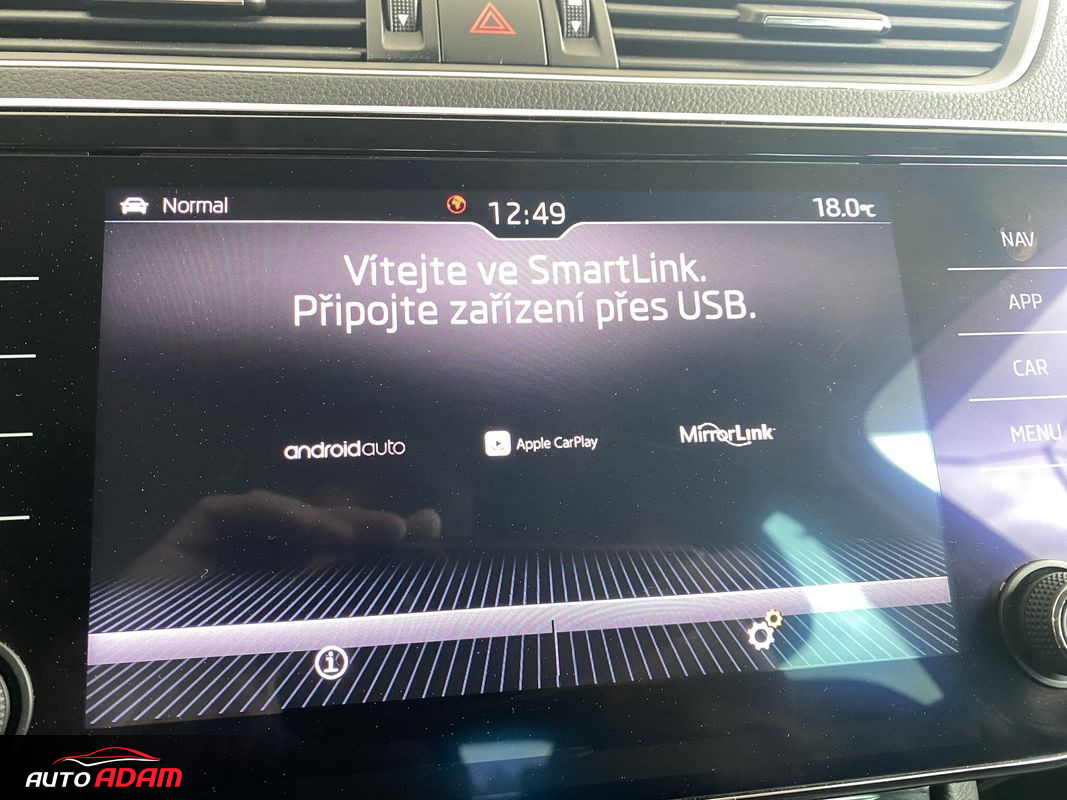 Normal
12:49
18.0°C
Vítejte ve SmartLink.
Připojte zařízení přes USB.
androidauto
Apple CarPlay
MirrorLink
NAV
APP
CAR
MENU
AUTO ADAM